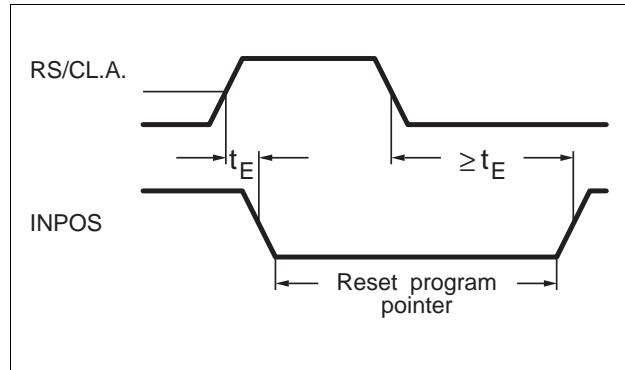 RS/CL.A.
tE
≥ tE
INPOS
Reset program
pointer